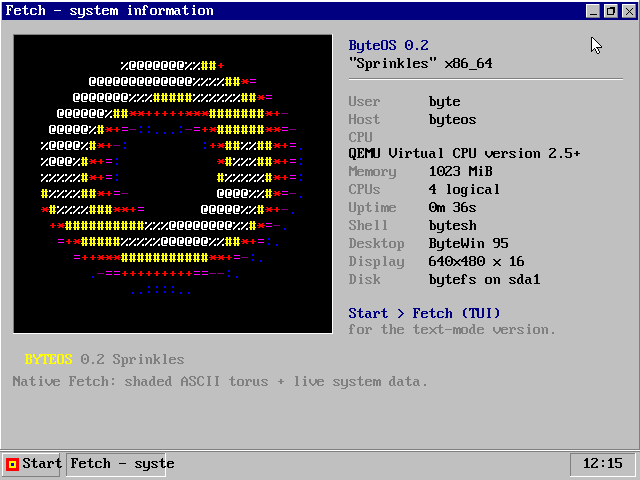 Fetch - system information
ByteOS 0.2
"Sprinkles" x86_64
User byte
Host byteos
CPU
QEMU Virtual CPU version 2.5+
Memory 1023 MiB
CPUs 4 logical
Uptime 0m 36s
Shell bytesh
Desktop ByteWin 95
Display 640x480 x 16
Disk bytefs on sda1
Start > Fetch (TUI)
for the text-mode version.
BYTEOS 0.2 Sprinkles
Native Fetch: shaded ASCII torus + live system data.
Start
Fetch - syste
12:15